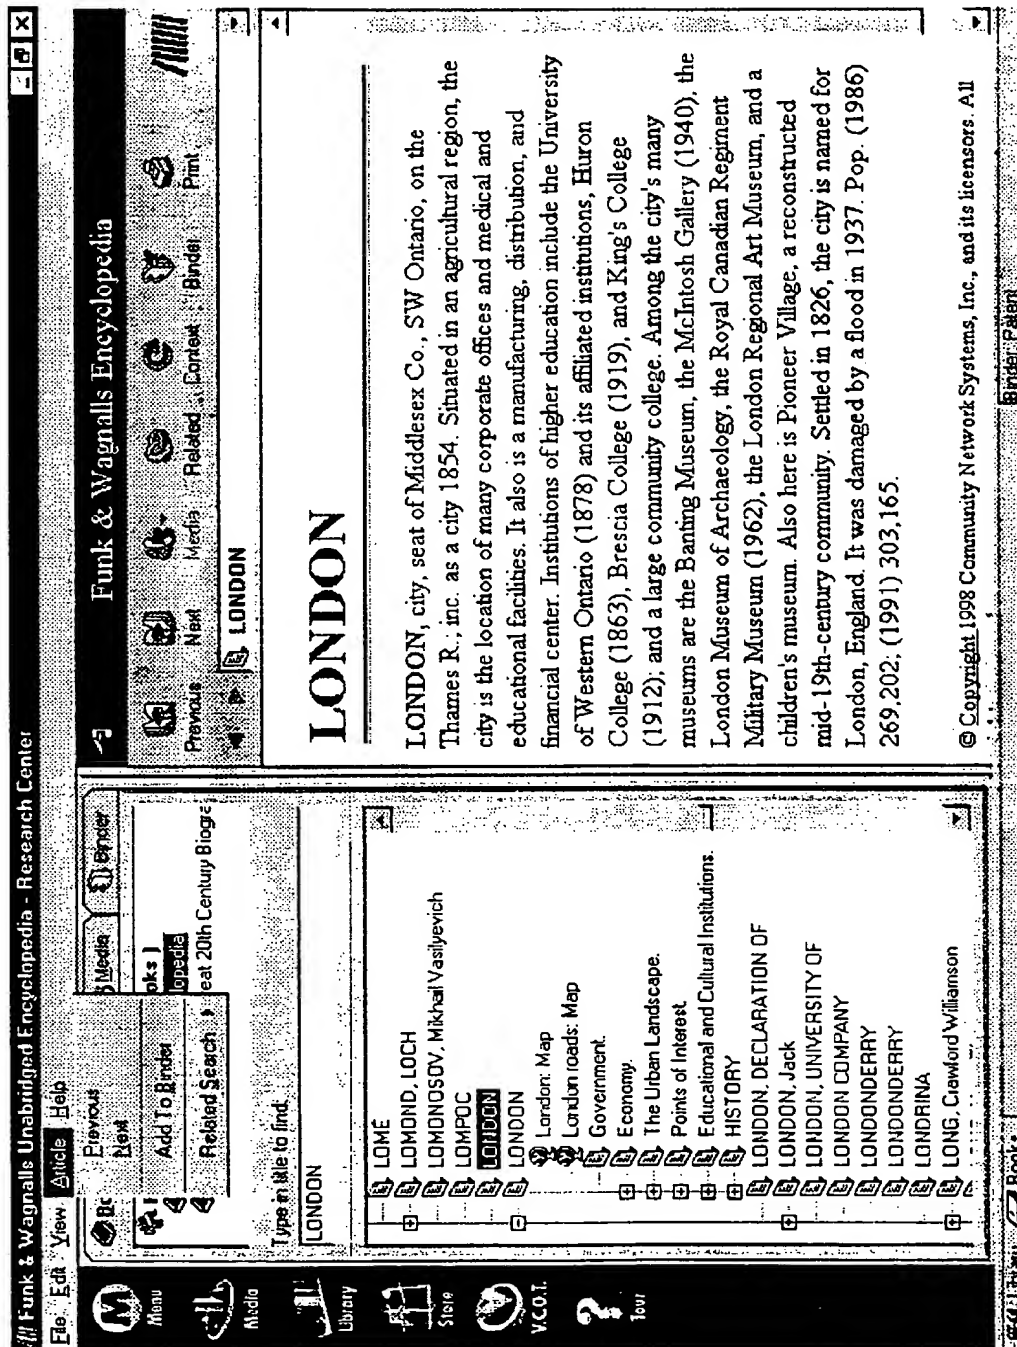 Funk & Wagnalls Unabridged Encyclopedia - Research Center
File Edit View Article Help
Previous
Next
Add To Binder
Related Search
Media
Binder
oks )
lopedia
eat 20th Century Biogra
Type in title to find.
LONDON
LOMÉ
LOMOND, LOCH
LOMONOSOV, Mikhail Vasilyevich
LOMPOC
LONDON
LONDON
London: Map
London roads: Map
Government.
Economy.
The Urban Landscape.
Points of Interest.
Educational and Cultural Institutions.
HISTORY
LONDON, DECLARATION OF
LONDON, Jack
LONDON, UNIVERSITY OF
LONDON COMPANY
LONDONDERRY
LONDONDERRY
LONDRINA
LONG, Crawford Williamson
Menu
Media
Library
Store
V.C.O.T.
Tour
Funk & Wagnalls Encyclopedia
Previous Next Media Related Context Binder Print
LONDON
LONDON
LONDON, city, seat of Middlesex Co., SW Ontario, on the
Thames R.; inc. as a city 1854. Situated in an agricultural region, the
city is the location of many corporate offices and medical and
educational facilities. It also is a manufacturing, distribution, and
financial center. Institutions of higher education include the University
of Western Ontario (1878) and its affiliated institutions, Huron
College (1863), Brescia College (1919), and King's College
(1912), and a large community college. Among the city's many
museums are the Banting Museum, the McIntosh Gallery (1940), the
London Museum of Archaeology, the Royal Canadian Regiment
Military Museum (1962), the London Regional Art Museum, and a
children's museum. Also here is Pioneer Village, a reconstructed
mid-19th-century community. Settled in 1826, the city is named for
London, England. It was damaged by a flood in 1937. Pop. (1986)
269,202; (1991) 303,165.
© Copyright 1998 Community Network Systems, Inc., and its licensors. All
Books
Binder: Patent